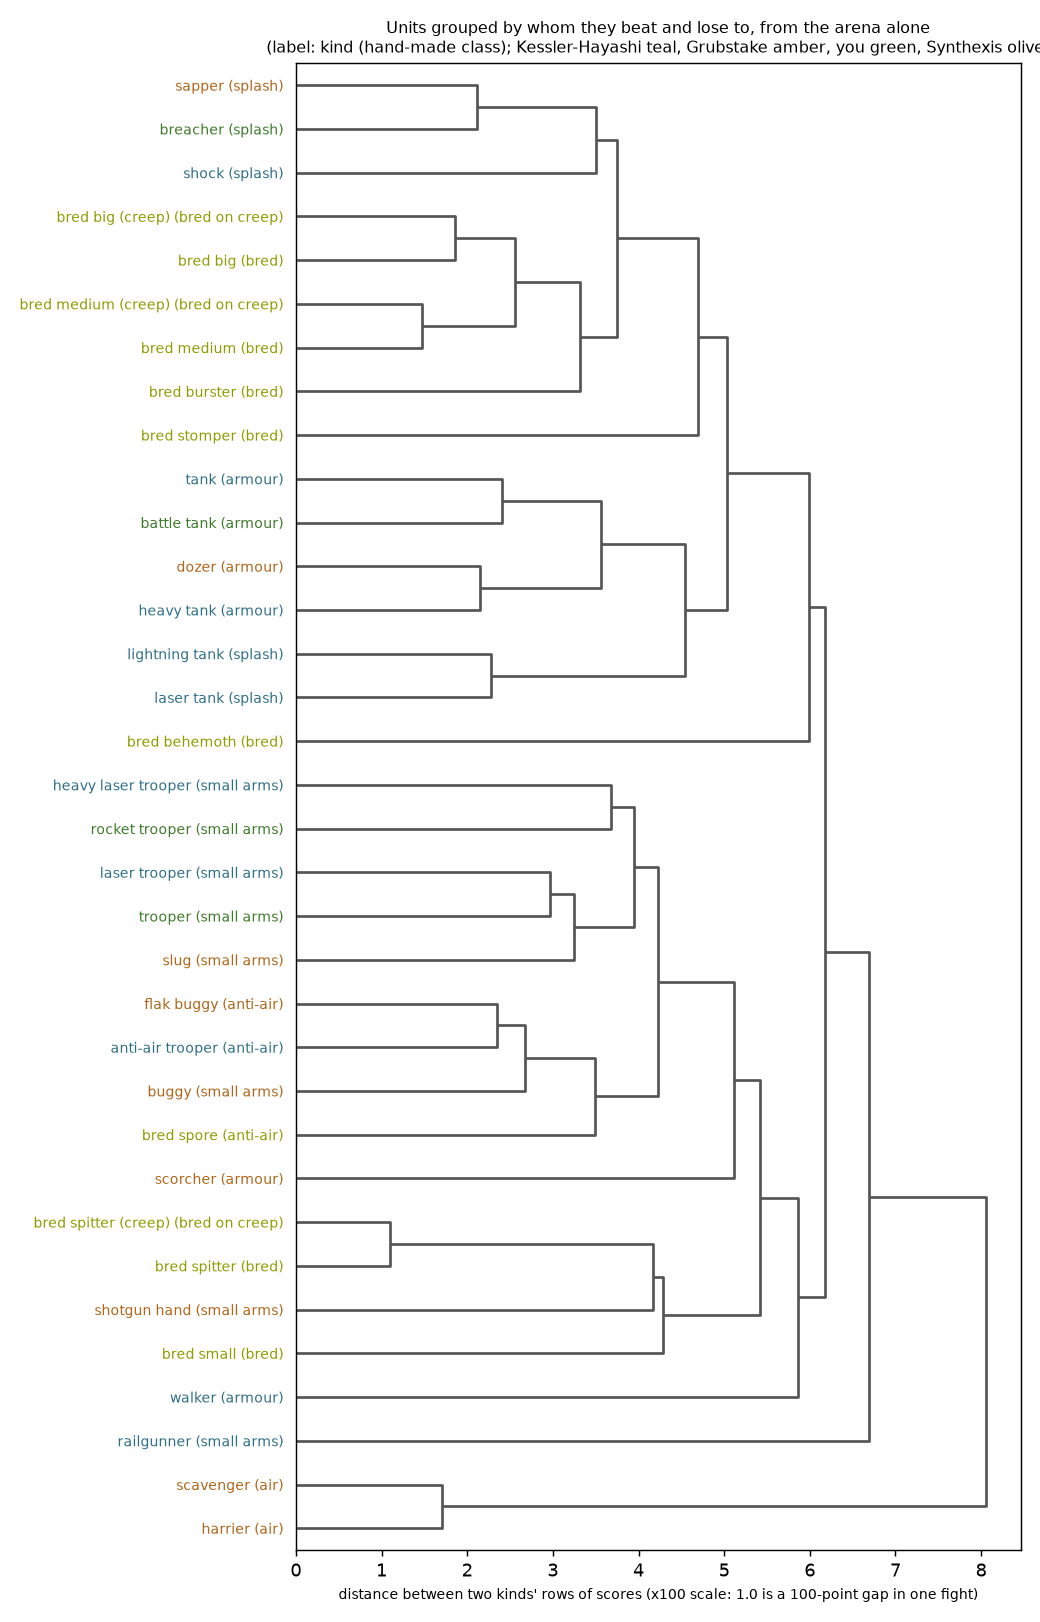 Units grouped by whom they beat and lose to, from the arena alone
(label: kind (hand-made class); Kessler-Hayashi teal, Grubstake amber, you green, Synthexis olive
sapper (splash)
breacher (splash)
shock (splash)
bred big (creep) (bred on creep)
bred big (bred)
bred medium (creep) (bred on creep)
bred medium (bred)
bred burster (bred)
bred stomper (bred)
tank (armour)
battle tank (armour)
dozer (armour)
heavy tank (armour)
lightning tank (splash)
laser tank (splash)
bred behemoth (bred)
heavy laser trooper (small arms)
rocket trooper (small arms)
laser trooper (small arms)
trooper (small arms)
slug (small arms)
flak buggy (anti-air)
anti-air trooper (anti-air)
buggy (small arms)
bred spore (anti-air)
scorcher (armour)
bred spitter (creep) (bred on creep)
bred spitter (bred)
shotgun hand (small arms)
bred small (bred)
walker (armour)
railgunner (small arms)
scavenger (air)
harrier (air)
0 1 2 3 4 5 6 7 8
distance between two kinds' rows of scores (x100 scale: 1.0 is a 100-point gap in one fight)